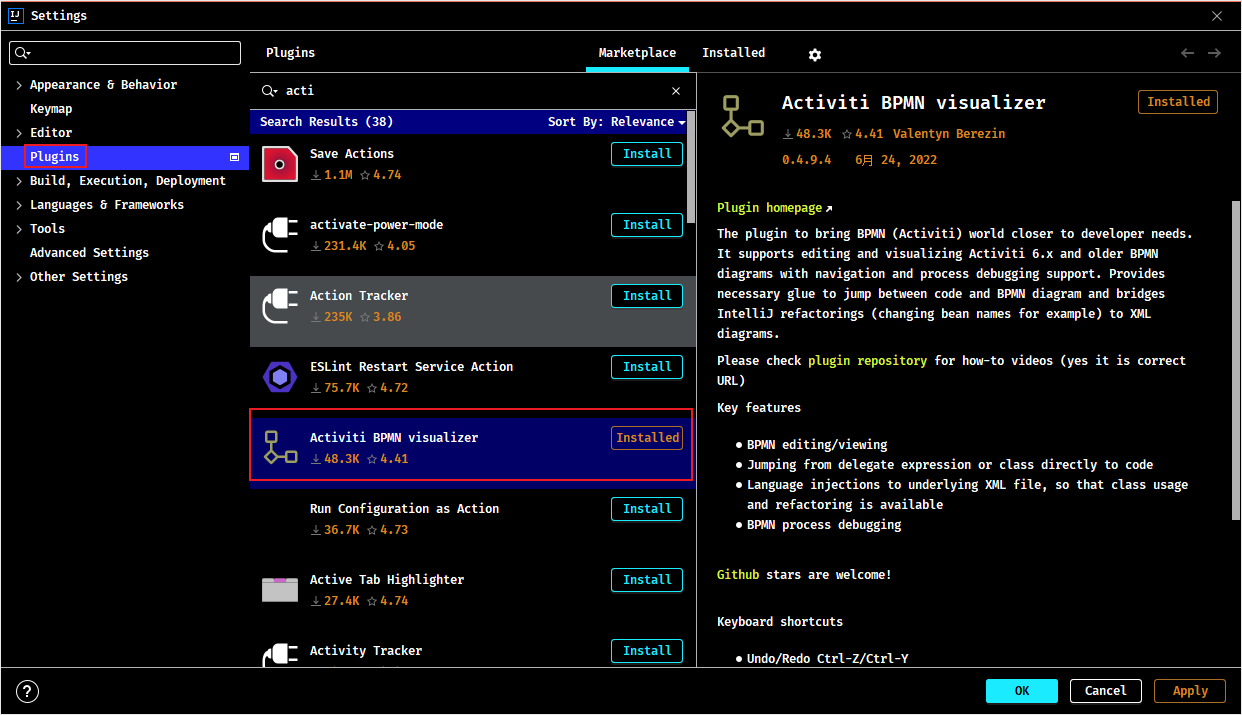 Settings
Plugins
Marketplace
Installed
Appearance & Behavior
Keymap
Editor
Plugins
Build, Execution, Deployment
Languages & Frameworks
Tools
Advanced Settings
Other Settings
acti
Search Results (38)
Sort By: Relevance
Save Actions
1.1M 4.74
Install
activate-power-mode
231.4K 4.05
Install
Action Tracker
235K 3.86
Install
ESLint Restart Service Action
75.7K 4.72
Install
Activiti BPMN visualizer
48.3K 4.41
Installed
Run Configuration as Action
36.7K 4.73
Install
Active Tab Highlighter
27.4K 4.74
Install
Activity Tracker
Install
Activiti BPMN visualizer
Installed
48.3K 4.41 Valentyn Berezin
0.4.9.4 6月 24, 2022
Plugin homepage
The plugin to bring BPMN (Activiti) world closer to developer needs.
It supports editing and visualizing Activiti 6.x and older BPMN
diagrams with navigation and process debugging support. Provides
necessary glue to jump between code and BPMN diagram and bridges
IntelliJ refactorings (changing bean names for example) to XML
diagrams.
Please check plugin repository for how-to videos (yes it is correct
URL)
Key features
BPMN editing/viewing
Jumping from delegate expression or class directly to code
Language injections to underlying XML file, so that class usage
and refactoring is available
BPMN process debugging
Github stars are welcome!
Keyboard shortcuts
Undo/Redo Ctrl-Z/Ctrl-Y
?
OK
Cancel
Apply